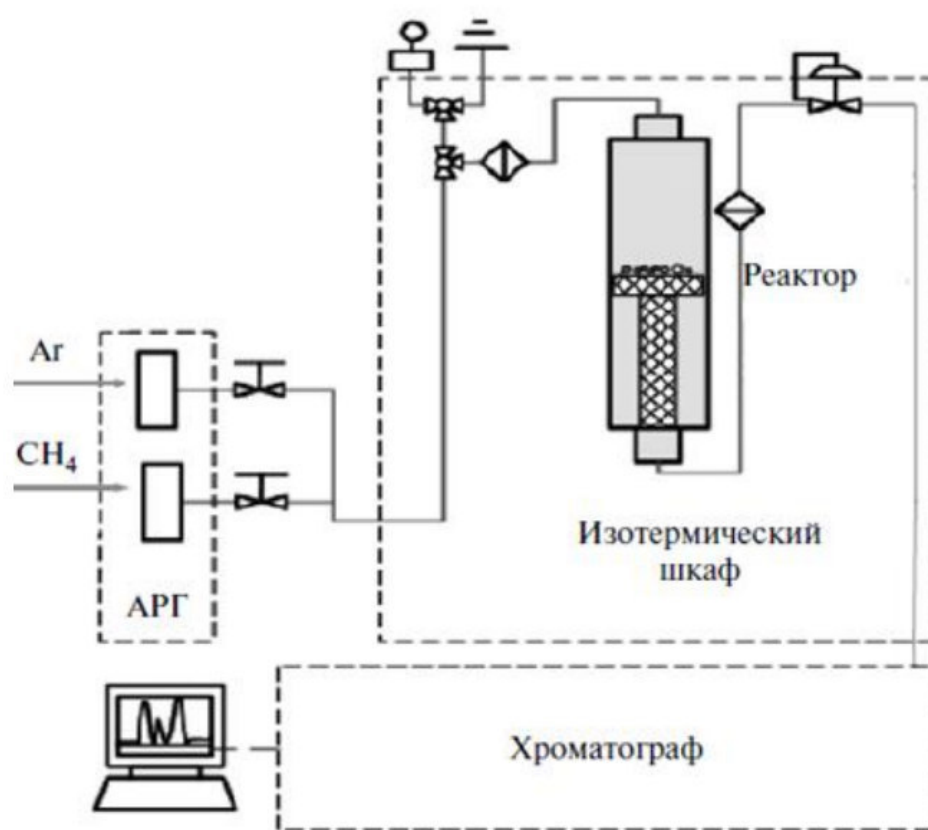 Реактор
Ar
CH₄
Изотермический
шкаф
АРГ
Хроматограф